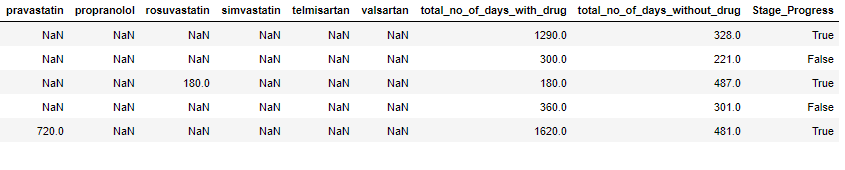 pravastatin propranolol rosuvastatin simvastatin telmisartan valsartan total_no_of_days_with_drug total_no_of_days_without_drug Stage_Progress
NaN NaN NaN NaN NaN NaN 1290.0 328.0 True
NaN NaN NaN NaN NaN NaN 300.0 221.0 False
NaN NaN 180.0 NaN NaN NaN 180.0 487.0 True
NaN NaN NaN NaN NaN NaN 360.0 301.0 False
720.0 NaN NaN NaN NaN NaN 1620.0 481.0 True